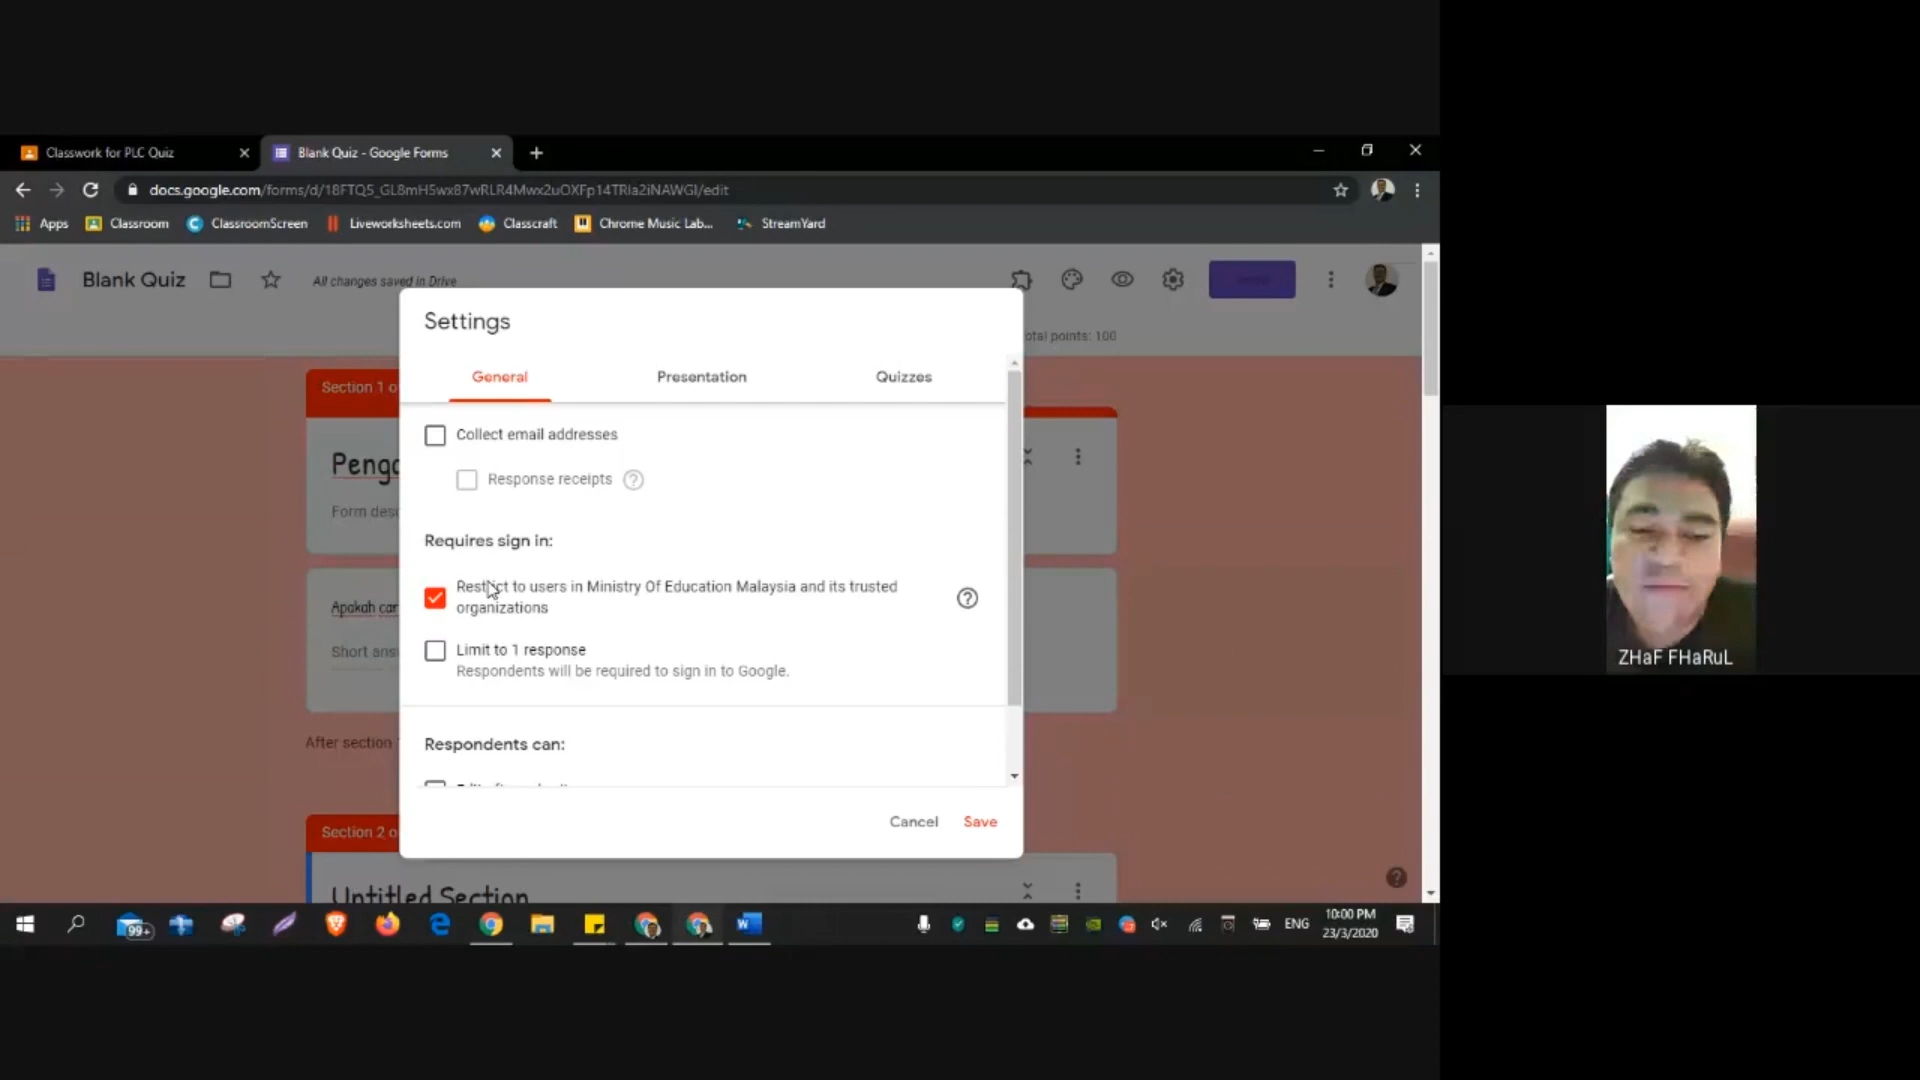 Classwork for PLC Quiz
Blank Quiz - Google Forms
docs.google.com/forms/d/18FTQ5_GL8mH5wx87wRLR4Mwx2uOXFp14TRla2iNAWGI/edit
Apps
Classroom
ClassroomScreen
Liveworksheets.com
Classcraft
Chrome Music Lab...
StreamYard
Blank Quiz
All changes saved in Drive
otal points: 100
Settings
General
Presentation
Quizzes
Section 1 o
Collect email addresses
Response receipts
Penga
Form desc
Requires sign in:
Restrict to users in Ministry Of Education Malaysia and its trusted
organizations
Apakah car
Limit to 1 response
Short ans
Respondents will be required to sign in to Google.
After section
Respondents can:
Cancel
Save
Section 2 o
Untitled Section
ZHaF FHaRuL
99+
ENG
10:00 PM
23/3/2020